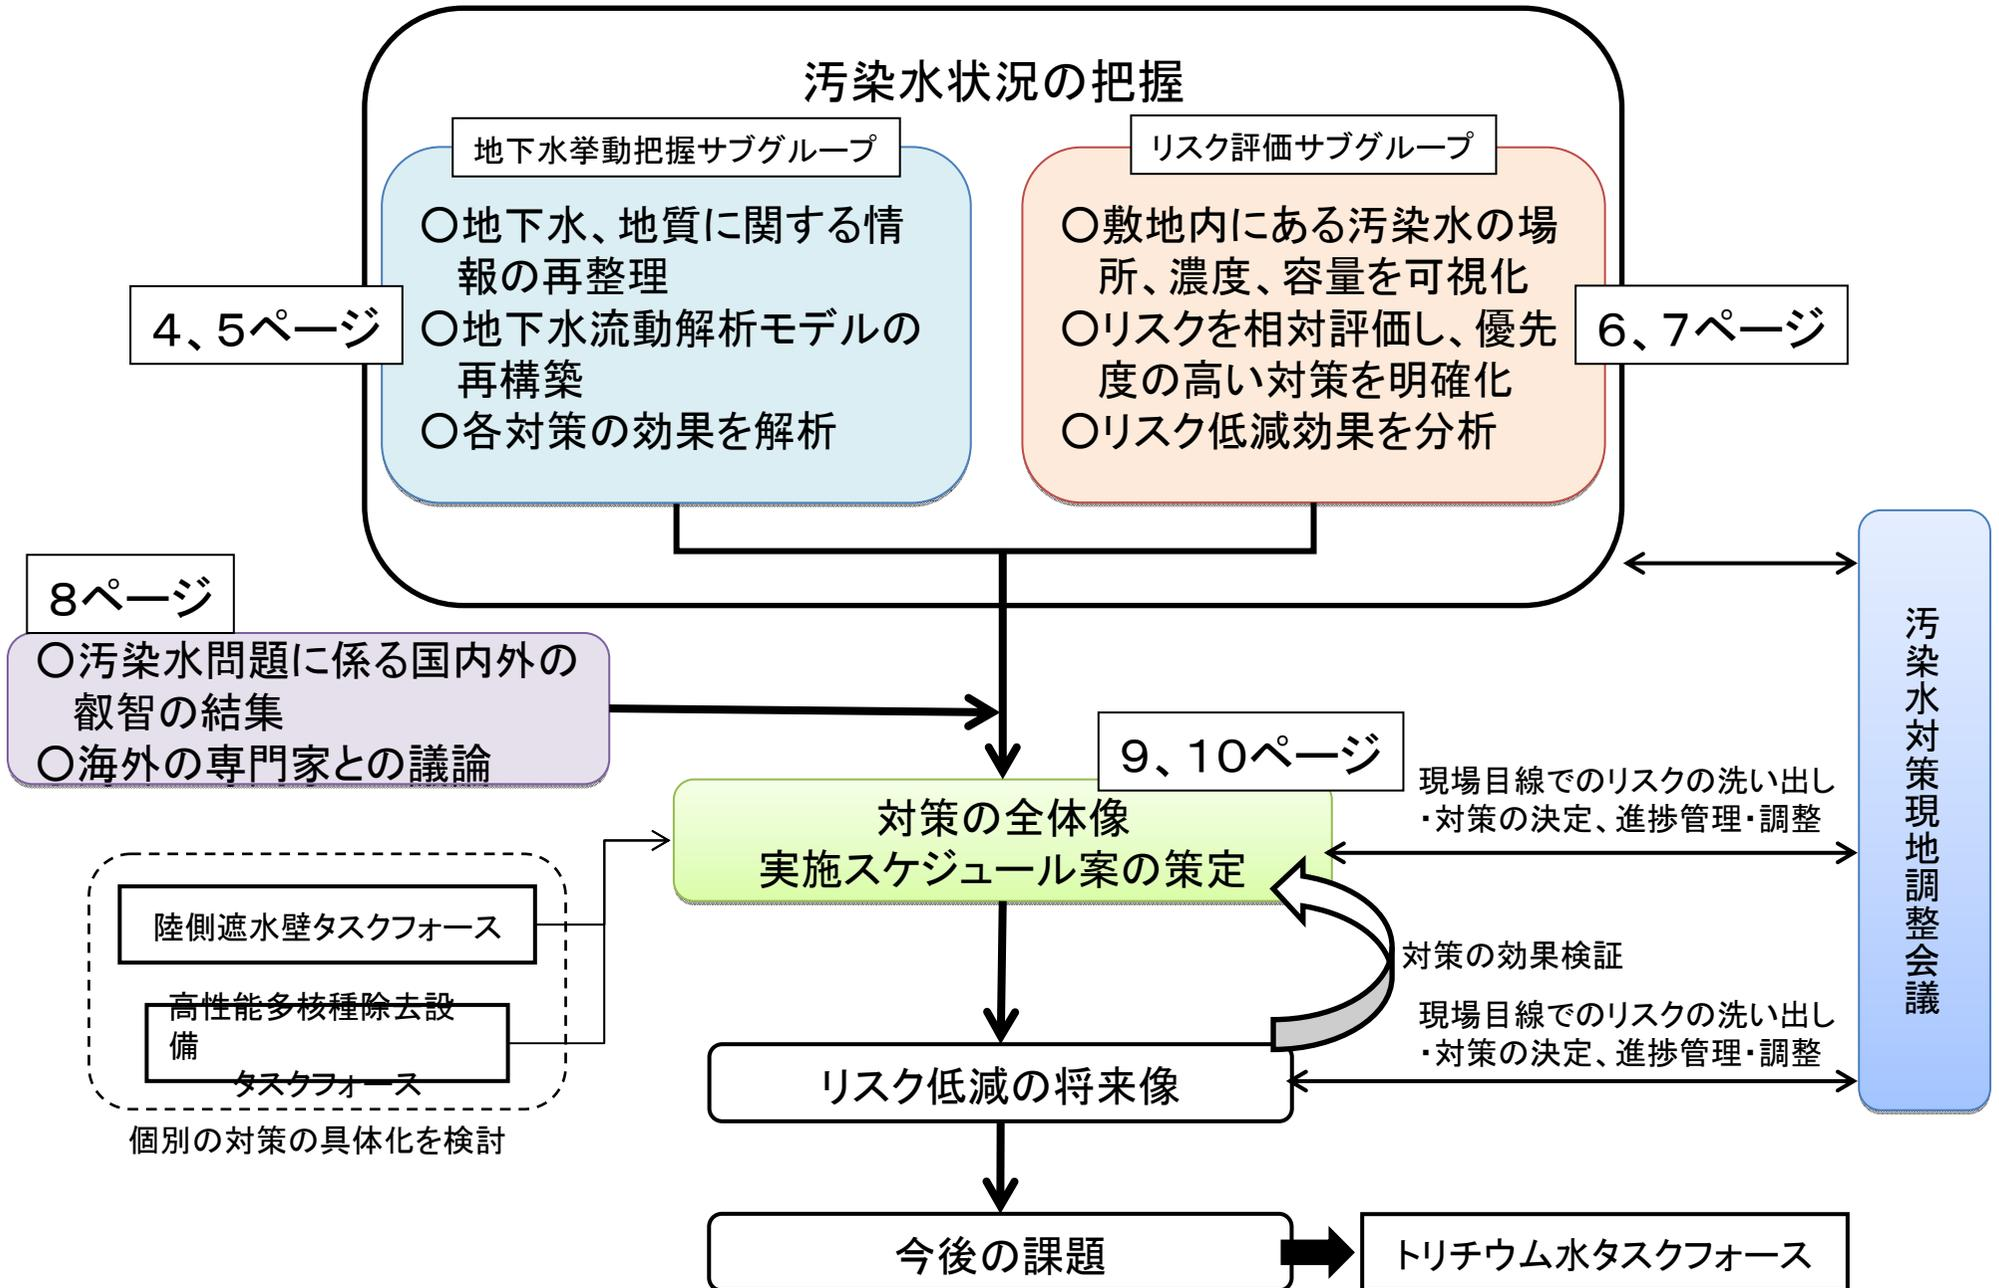 汚染水状況の把握
地下水挙動把握サブグループ
○地下水、地質に関する情
報の再整理
○地下水流動解析モデルの
再構築
○各対策の効果を解析
4、5ページ
リスク評価サブグループ
○敷地内にある汚染水の場
所、濃度、容量を可視化
○リスクを相対評価し、優先
度の高い対策を明確化
○リスク低減効果を分析
6、7ページ
8ページ
○汚染水問題に係る国内外の
叡智の結集
○海外の専門家との議論
9、10ページ
対策の全体像
実施スケジュール案の策定
現場目線でのリスクの洗い出し
・対策の決定、進捗管理・調整
汚染水対策現地調整会議
陸側遮水壁タスクフォース
高性能多核種除去設
備
タスクフォース
個別の対策の具体化を検討
対策の効果検証
現場目線でのリスクの洗い出し
・対策の決定、進捗管理・調整
リスク低減の将来像
今後の課題
トリチウム水タスクフォース